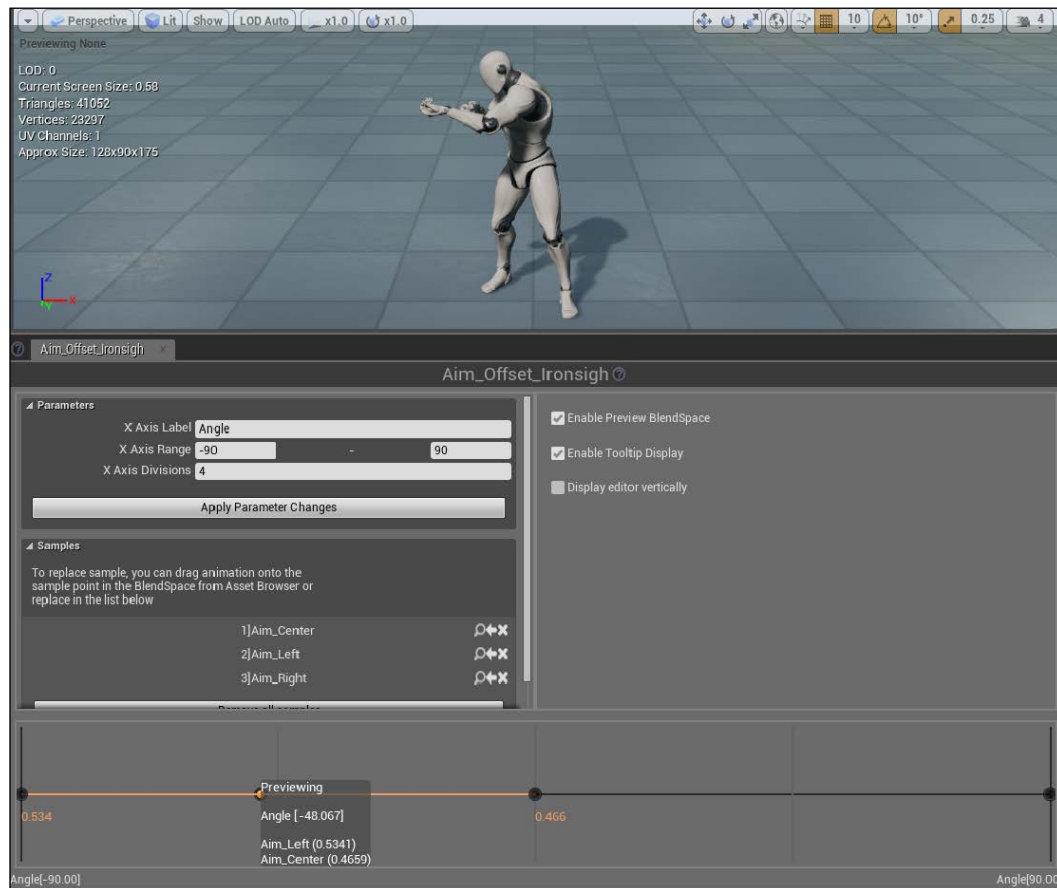 Perspective Lit Show LOD Auto x1.0 x1.0 10 10° 0.25 4
Previewing None
LOD: 0
Current Screen Size: 0.58
Triangles: 41052
Vertices: 23297
UV Channels: 1
Approx Size: 128x90x175
Z
X
Y
Aim_Offset_Ironsigh
Aim_Offset_Ironsigh
Parameters
X Axis Label Angle
X Axis Range -90 - 90
X Axis Divisions 4
Apply Parameter Changes
Enable Preview BlendSpace
Enable Tooltip Display
Display editor vertically
Samples
To replace sample, you can drag animation onto the
sample point in the BlendSpace from Asset Browser or
replace in the list below
1]Aim_Center
2]Aim_Left
3]Aim_Right
Remove all samples
Previewing
0.534 Angle [-48.067] 0.466
Aim_Left (0.5341)
Aim_Center (0.4659)
Angle[-90.00] Angle[90.00